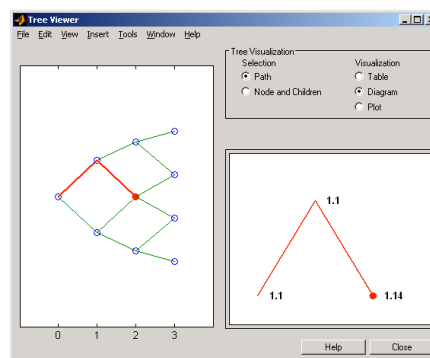 Tree Viewer
File Edit View Insert Tools Window Help
Tree Visualization
Selection
Visualization
Path
Table
Node and Children
Diagram
Plot
1.1
1.1
1.14
0 1 2 3
Help Close